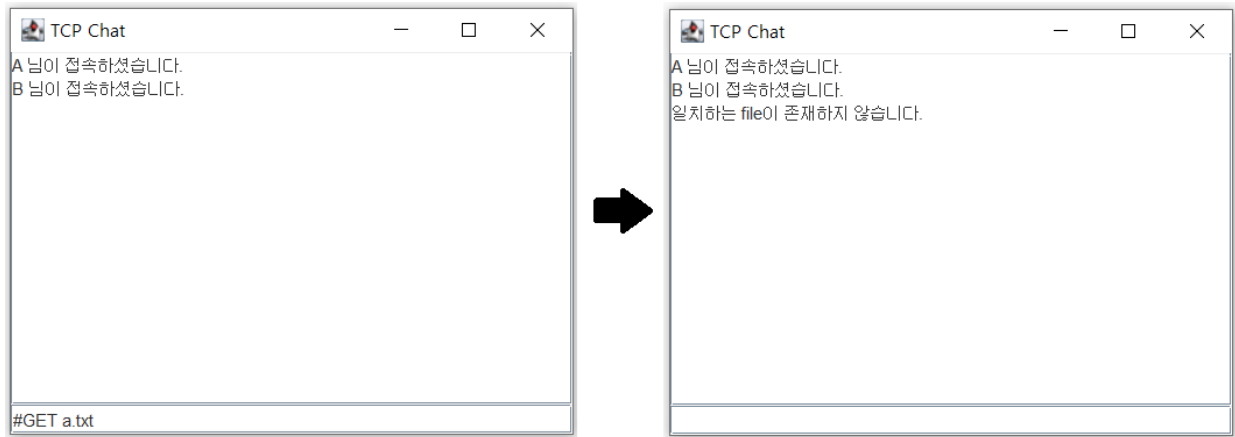 TCP Chat
A 님이 접속하셨습니다.
B 님이 접속하셨습니다.
#GET a.txt
TCP Chat
A 님이 접속하셨습니다.
B 님이 접속하셨습니다.
일치하는 file이 존재하지 않습니다.